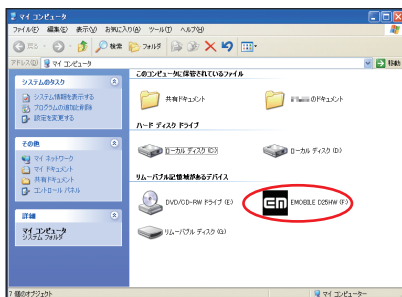 マイ コンピュータ
ファイル(F) 編集(E) 表示(V) お気に入り(A) ツール(T) ヘルプ(H)
戻る 検索 フォルダ
アドレス(D) マイ コンピュータ 移動
システムのタスク
システム情報を表示する
プログラムの追加と削除
設定を変更する
その他
マイ ネットワーク
マイ ドキュメント
共有ドキュメント
コントロール パネル
詳細
マイ コンピュータ
システム フォルダ
このコンピュータに保管されているファイル
共有ドキュメント
のドキュメント
ハード ディスク ドライブ
ローカル ディスク (C:)
ローカル ディスク (D:)
リムーバブル記憶域があるデバイス
DVD/CD-RW ドライブ (E:)
EMOBILE D25HW (F:)
リムーバブル ディスク (G:)
7 個のオブジェクト
マイ コンピューター